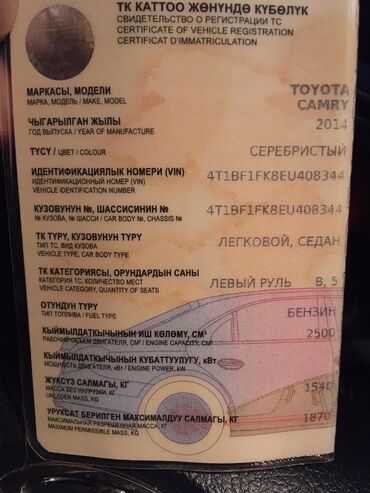 ТК КАТТОО ЖӨНҮНДӨ КҮБӨЛҮК
СВИДЕТЕЛЬСТВО О РЕГИСТРАЦИИ ТС
CERTIFICATE OF VEHICLE REGISTRATION
CERTIFICAT D'IMMATRICULATION
МАРКАСЫ, МОДЕЛИ TOYOTA
МАРКА, МОДЕЛЬ / MAKE, MODEL CAMRY
ЧЫГАРЫЛГАН ЖЫЛЫ 2014
ГОД ВЫПУСКА / YEAR OF MANUFACTURE
ТҮСҮ / ЦВЕТ / COLOUR СЕРЕБРИСТЫЙ
ИДЕНТИФИКАЦИЯЛЫК НОМЕРИ (VIN) 4T1BF1FK8EU408344
ИДЕНТИФИКАЦИОННЫЙ НОМЕР (VIN)
VEHICLE IDENTIFICATION NUMBER
КУЗОВУНУН №, ШАССИСИНИН № 4T1BF1FK8EU408344
№ КУЗОВА, № ШАССИ / CAR BODY №, CHASSIS №
ТК ТҮРҮ, КУЗОВУНУН ТҮРҮ ЛЕГКОВОЙ, СЕДАН
ТИП ТС, ВИД КУЗОВА
VEHICLE TYPE, CAR BODY TYPE
ТК КАТЕГОРИЯСЫ, ОРУНДАРДЫН САНЫ ЛЕВЫЙ РУЛЬ B, 5
КАТЕГОРИЯ ТС, КОЛИЧЕСТВО МЕСТ
VEHICLE CATEGORY, QUANTITY OF SEATS
ОТУНДУН ТҮРҮ БЕНЗИН
ТИП ТОПЛИВА / FUEL TYPE
КЫЙМЫЛДАТКЫЧЫНЫН ИШ КӨЛӨМҮ, СМ³ 2500
РАБОЧИЙ ОБЪЕМ ДВИГАТЕЛЯ, СМ³ / ENGINE CAPACITY, CM³
КЫЙМЫЛДАТКЫЧЫНЫН КУБАТТУУЛУГУ, кВт
МОЩНОСТЬ ДВИГАТЕЛЯ, кВт / ENGINE POWER, kW
ЖҮКСҮЗ САЛМАГЫ, КГ 1540
МАССА БЕЗ НАГРУЗКИ, КГ
UNLADEN MASS, KG
УРУКСАТ БЕРИЛГЕН МАКСИМАЛДУУ САЛМАГЫ, КГ 1870
МАКСИМАЛЬНАЯ РАЗРЕШЕННАЯ МАССА, КГ
MAXIMUM PERMISSIBLE MASS, KG